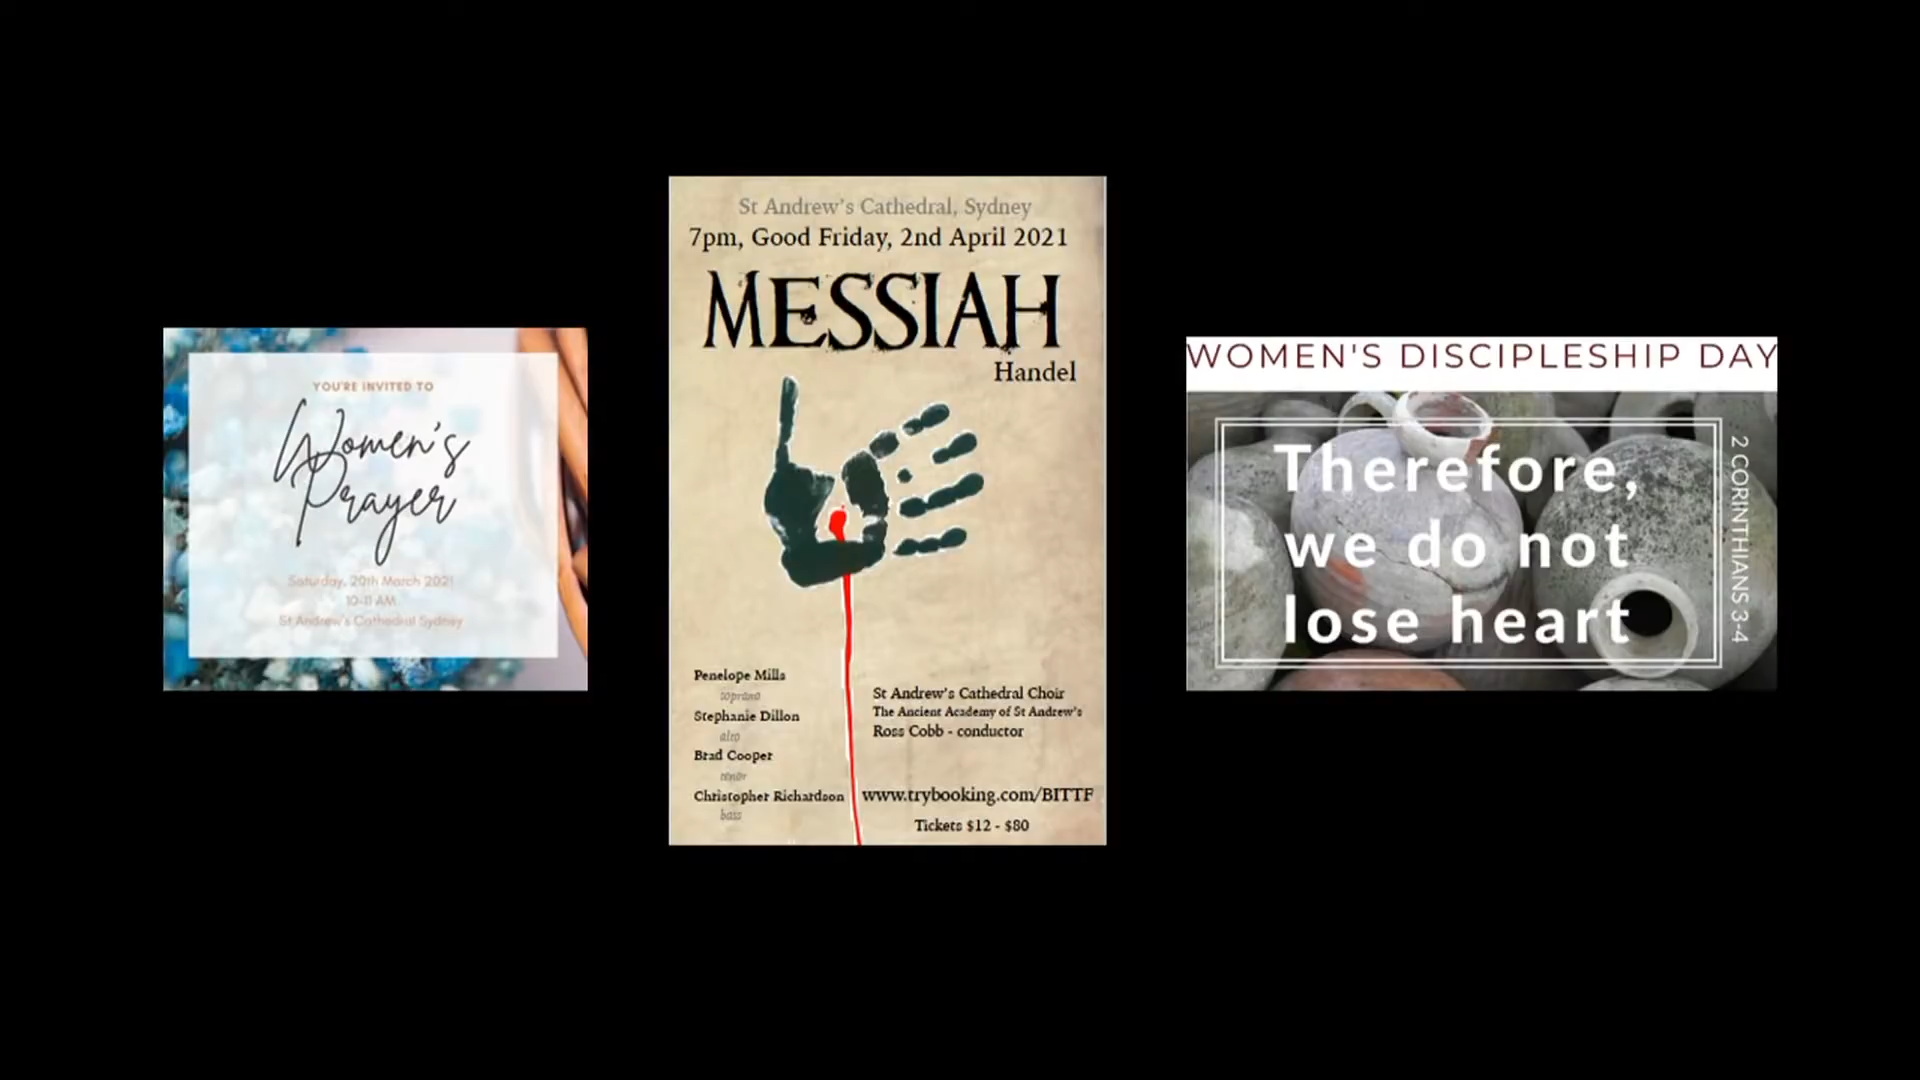 YOU'RE INVITED TO
Women's
Prayer
Saturday, 20th March 2021
10-11 AM
St Andrew's Cathedral Sydney
St Andrew's Cathedral, Sydney
7pm, Good Friday, 2nd April 2021
MESSIAH
Handel
Penelope Mills
soprano
Stephanie Dillon
alto
Brad Cooper
tenor
Christopher Richardson
bass
St Andrew's Cathedral Choir
The Ancient Academy of St Andrew's
Ross Cobb - conductor
www.trybooking.com/BITTF
Tickets $12 - $80
WOMEN'S DISCIPLESHIP DAY
Therefore,
we do not
lose heart
2 CORINTHIANS 3-4